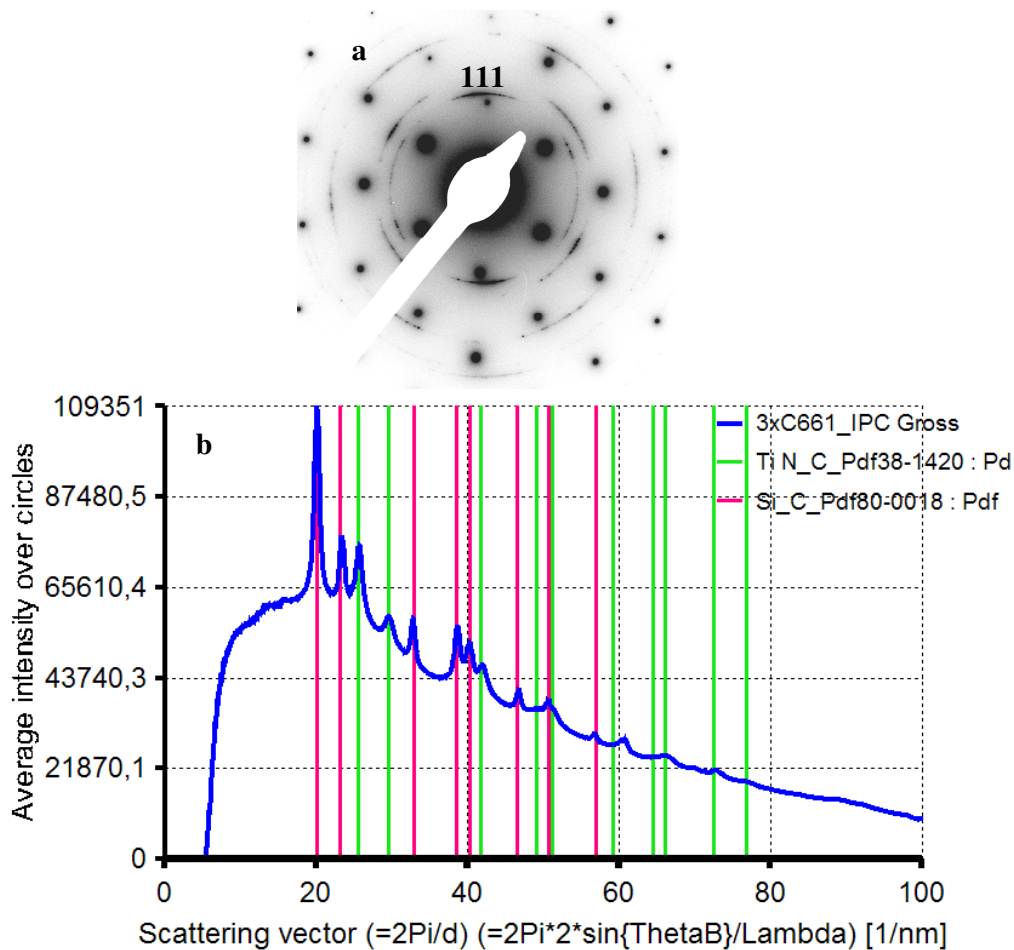 a
111
109351
b
3xC661_IPC Gross
87480,5
Ti N_C_Pdf38-1420 : Pd
Si_C_Pdf80-0018 : Pdf
65610,4
43740,3
21870,1
0
0 20 40 60 80 100
Average intensity over circles
Scattering vector (=2Pi/d) (=2Pi*2*sin{ThetaB}/Lambda) [1/nm]